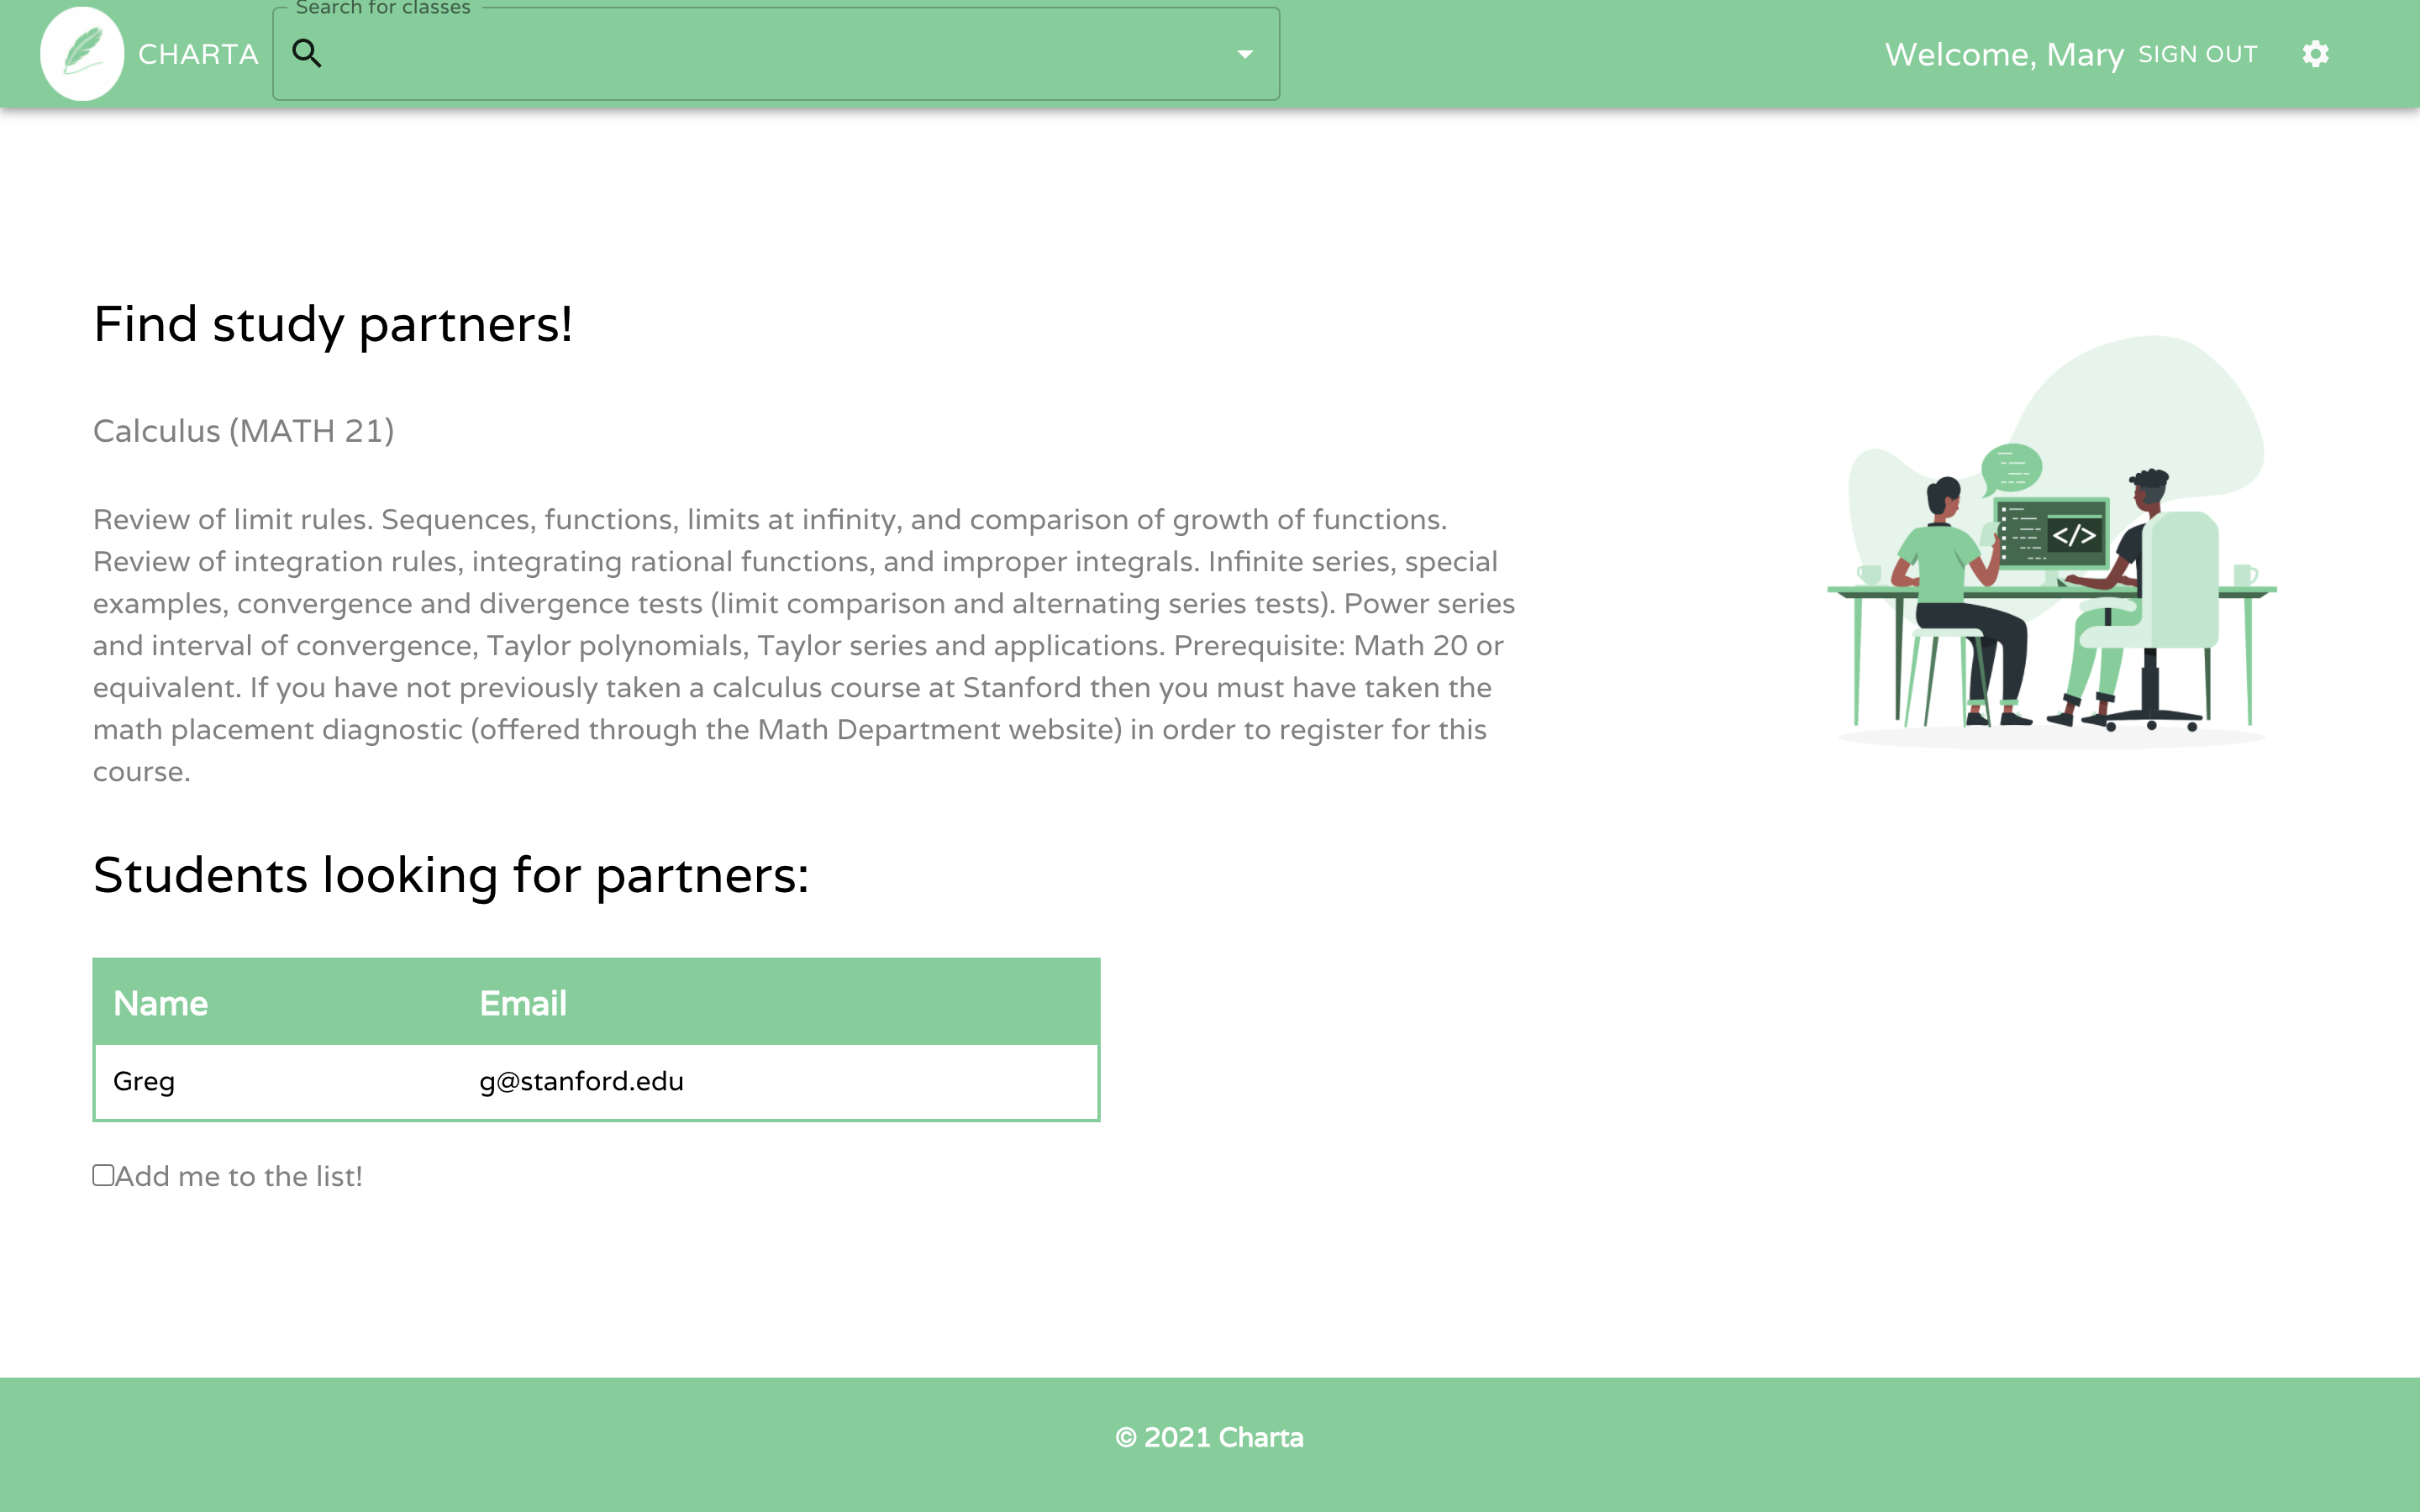 Search for classes
CHARTA
Welcome, Mary SIGN OUT
Find study partners!
Calculus (MATH 21)
Review of limit rules. Sequences, functions, limits at infinity, and comparison of growth of functions.
Review of integration rules, integrating rational functions, and improper integrals. Infinite series, special
examples, convergence and divergence tests (limit comparison and alternating series tests). Power series
and interval of convergence, Taylor polynomials, Taylor series and applications. Prerequisite: Math 20 or
equivalent. If you have not previously taken a calculus course at Stanford then you must have taken the
math placement diagnostic (offered through the Math Department website) in order to register for this
course.
</>
Students looking for partners:
Name Email
Greg g@stanford.edu
Add me to the list!
© 2021 Charta